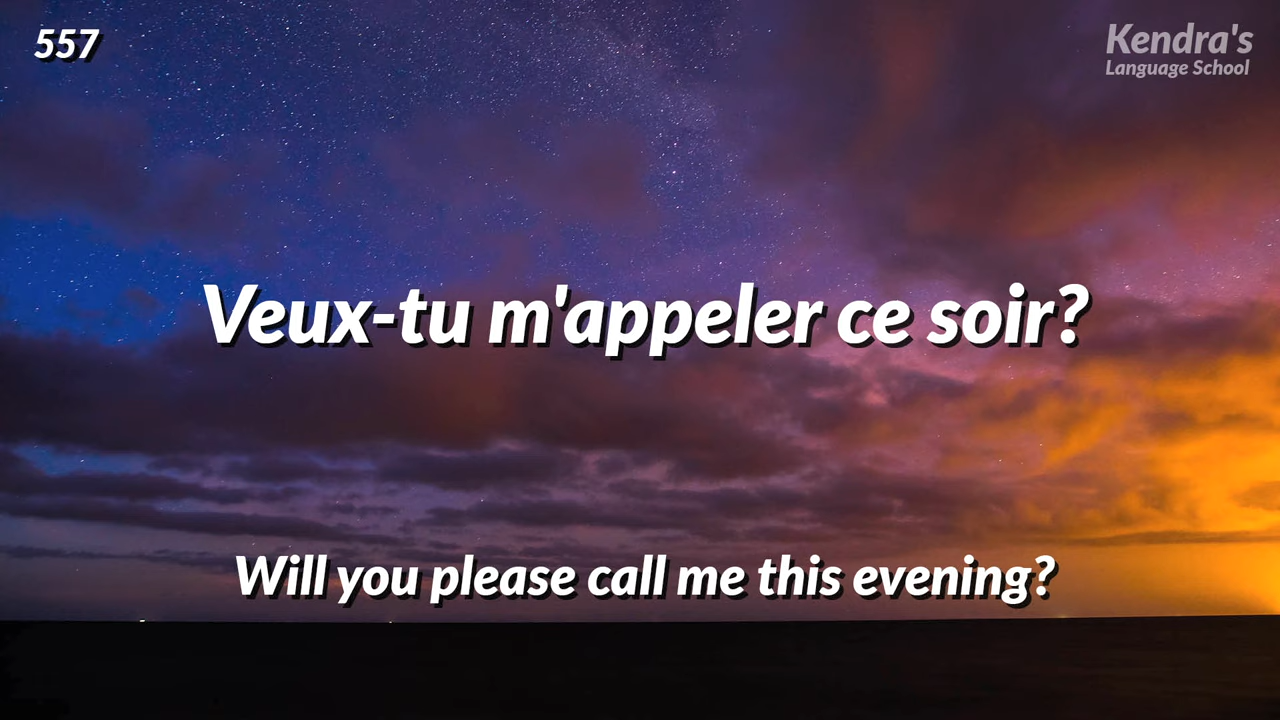 557
Kendra's
Language School
Veux-tu m'appeler ce soir?
Will you please call me this evening?